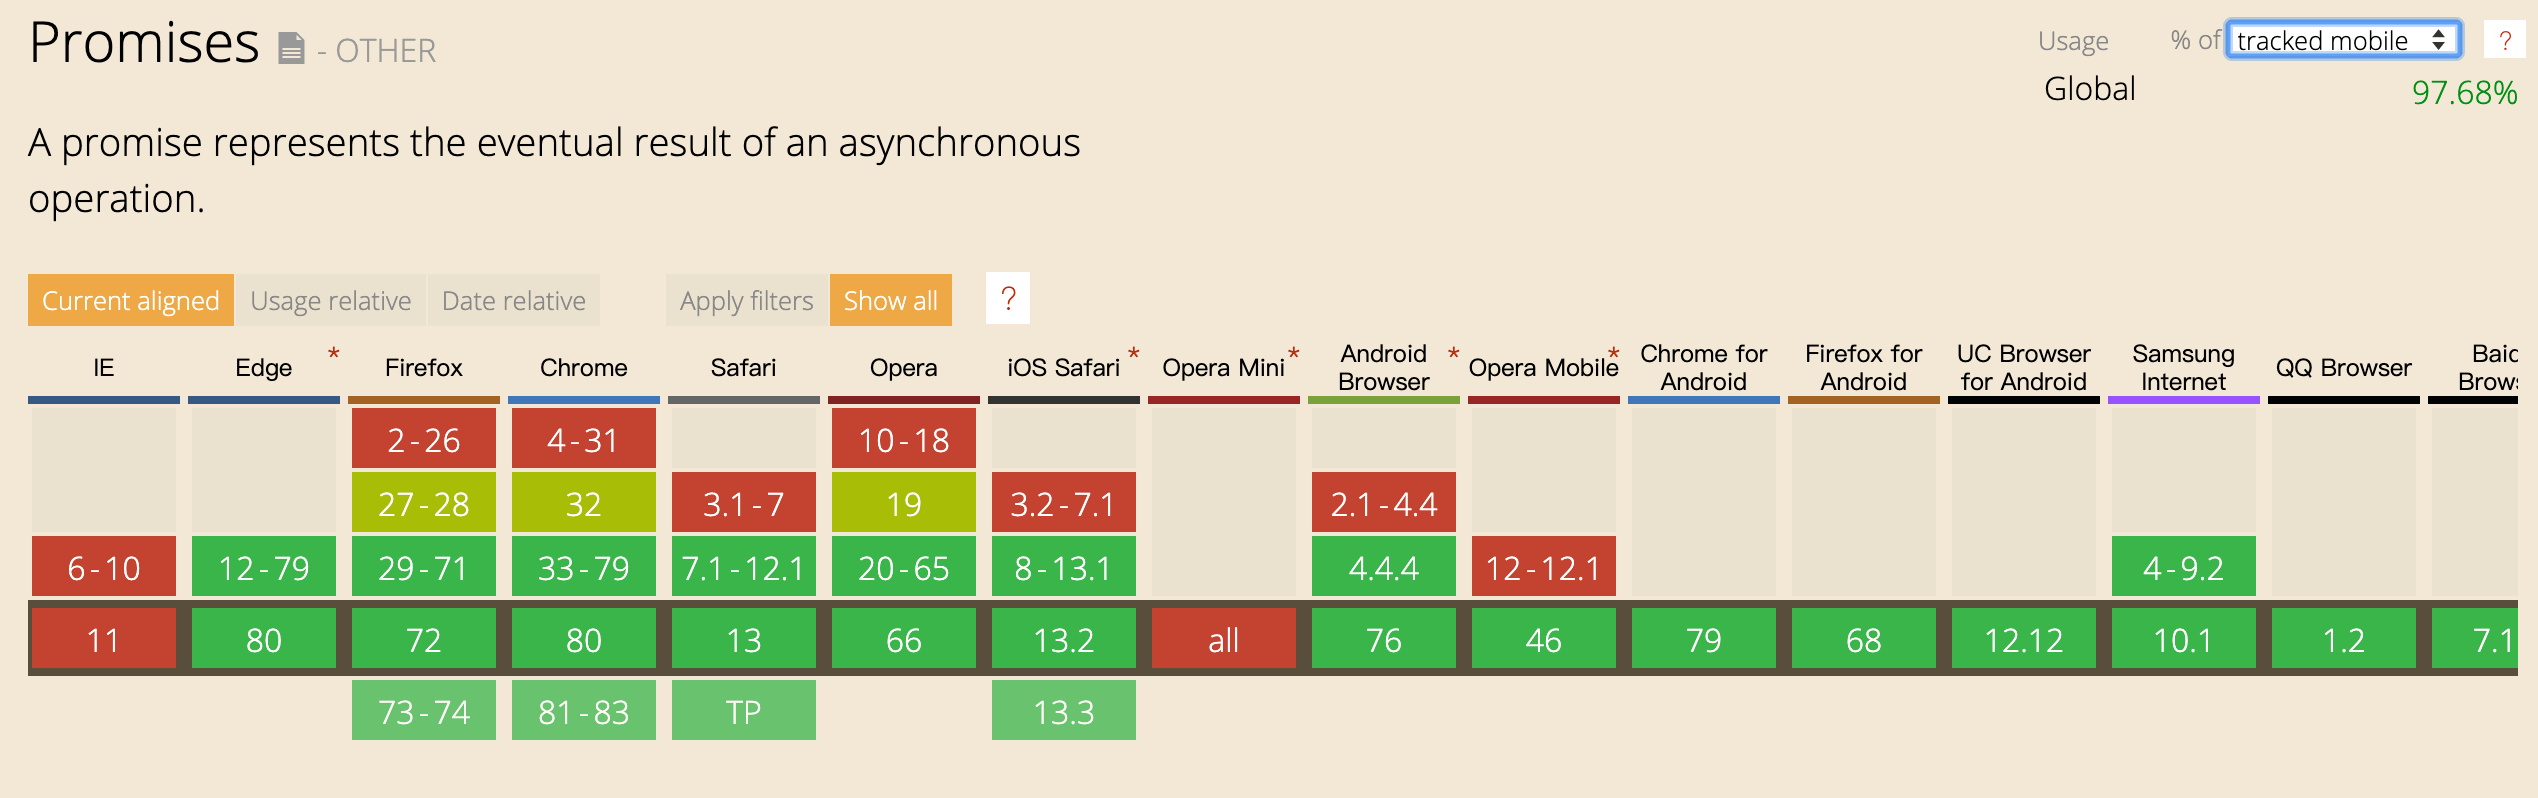 Promises - OTHER
Usage % of tracked mobile ?
Global 97.68%
A promise represents the eventual result of an asynchronous
operation.
Current aligned Usage relative Date relative Apply filters Show all ?
IE Edge * Firefox Chrome Safari Opera iOS Safari * Opera Mini * Android Browser * Opera Mobile * Chrome for Android Firefox for Android UC Browser for Android Samsung Internet QQ Browser Baid Brows
2-26 4-31 10-18
27-28 32 3.1-7 19 3.2-7.1 2.1-4.4
6-10 12-79 29-71 33-79 7.1-12.1 20-65 8-13.1 4.4.4 12-12.1 4-9.2
11 80 72 80 13 66 13.2 all 76 46 79 68 12.12 10.1 1.2 7.1
73-74 81-83 TP 13.3